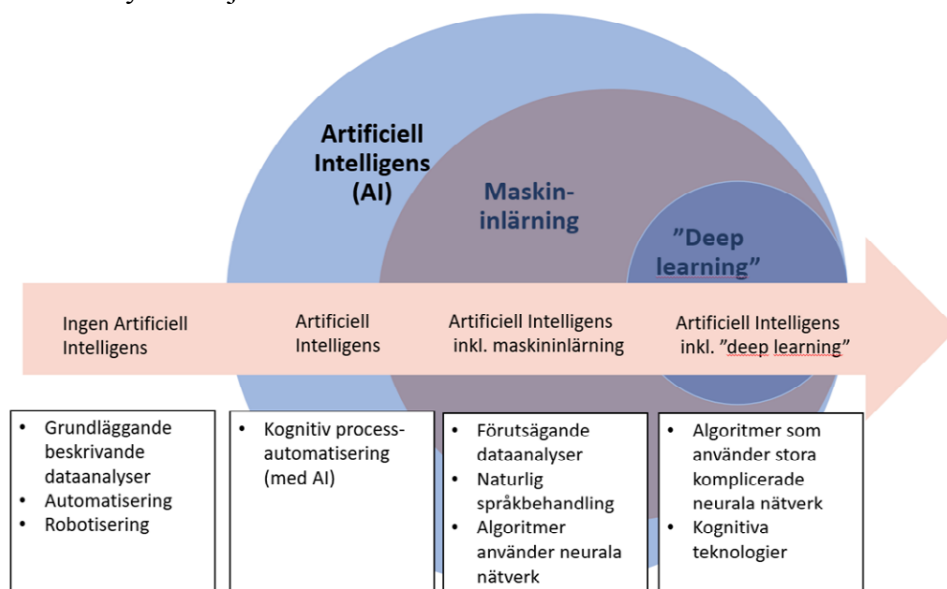 Artificiell
Intelligens
(AI)
Maskin-
inlärning
”Deep
learning”
Ingen Artificiell
Intelligens
Artificiell
Intelligens
Artificiell Intelligens
inkl. maskininlärning
Artificiell Intelligens
inkl. ”deep learning”
• Grundläggande
beskrivande
dataanalyser
• Automatisering
• Robotisering
• Kognitiv process-
automatisering
(med AI)
• Förutsägande
dataanalyser
• Naturlig
språkbehandling
• Algoritmer
använder neurala
nätverk
• Algoritmer som
använder stora
komplicerade
neurala nätverk
• Kognitiva
teknologier